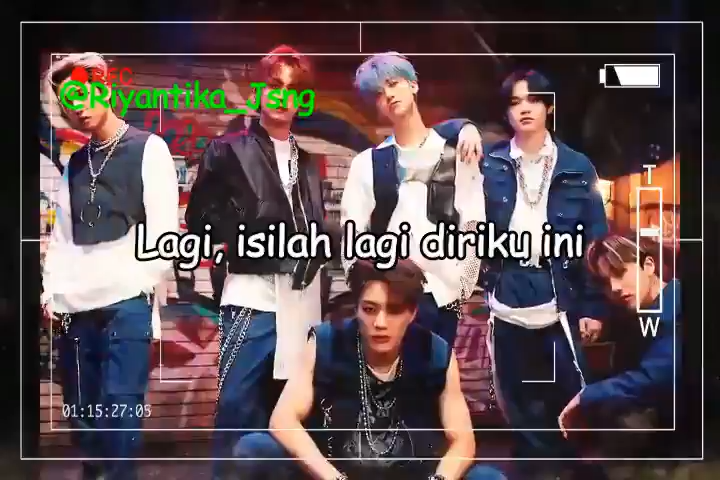 REC
@Riyantika_Jsng
T
Lagi, isilah lagi diriku ini
W
01:15:27:05